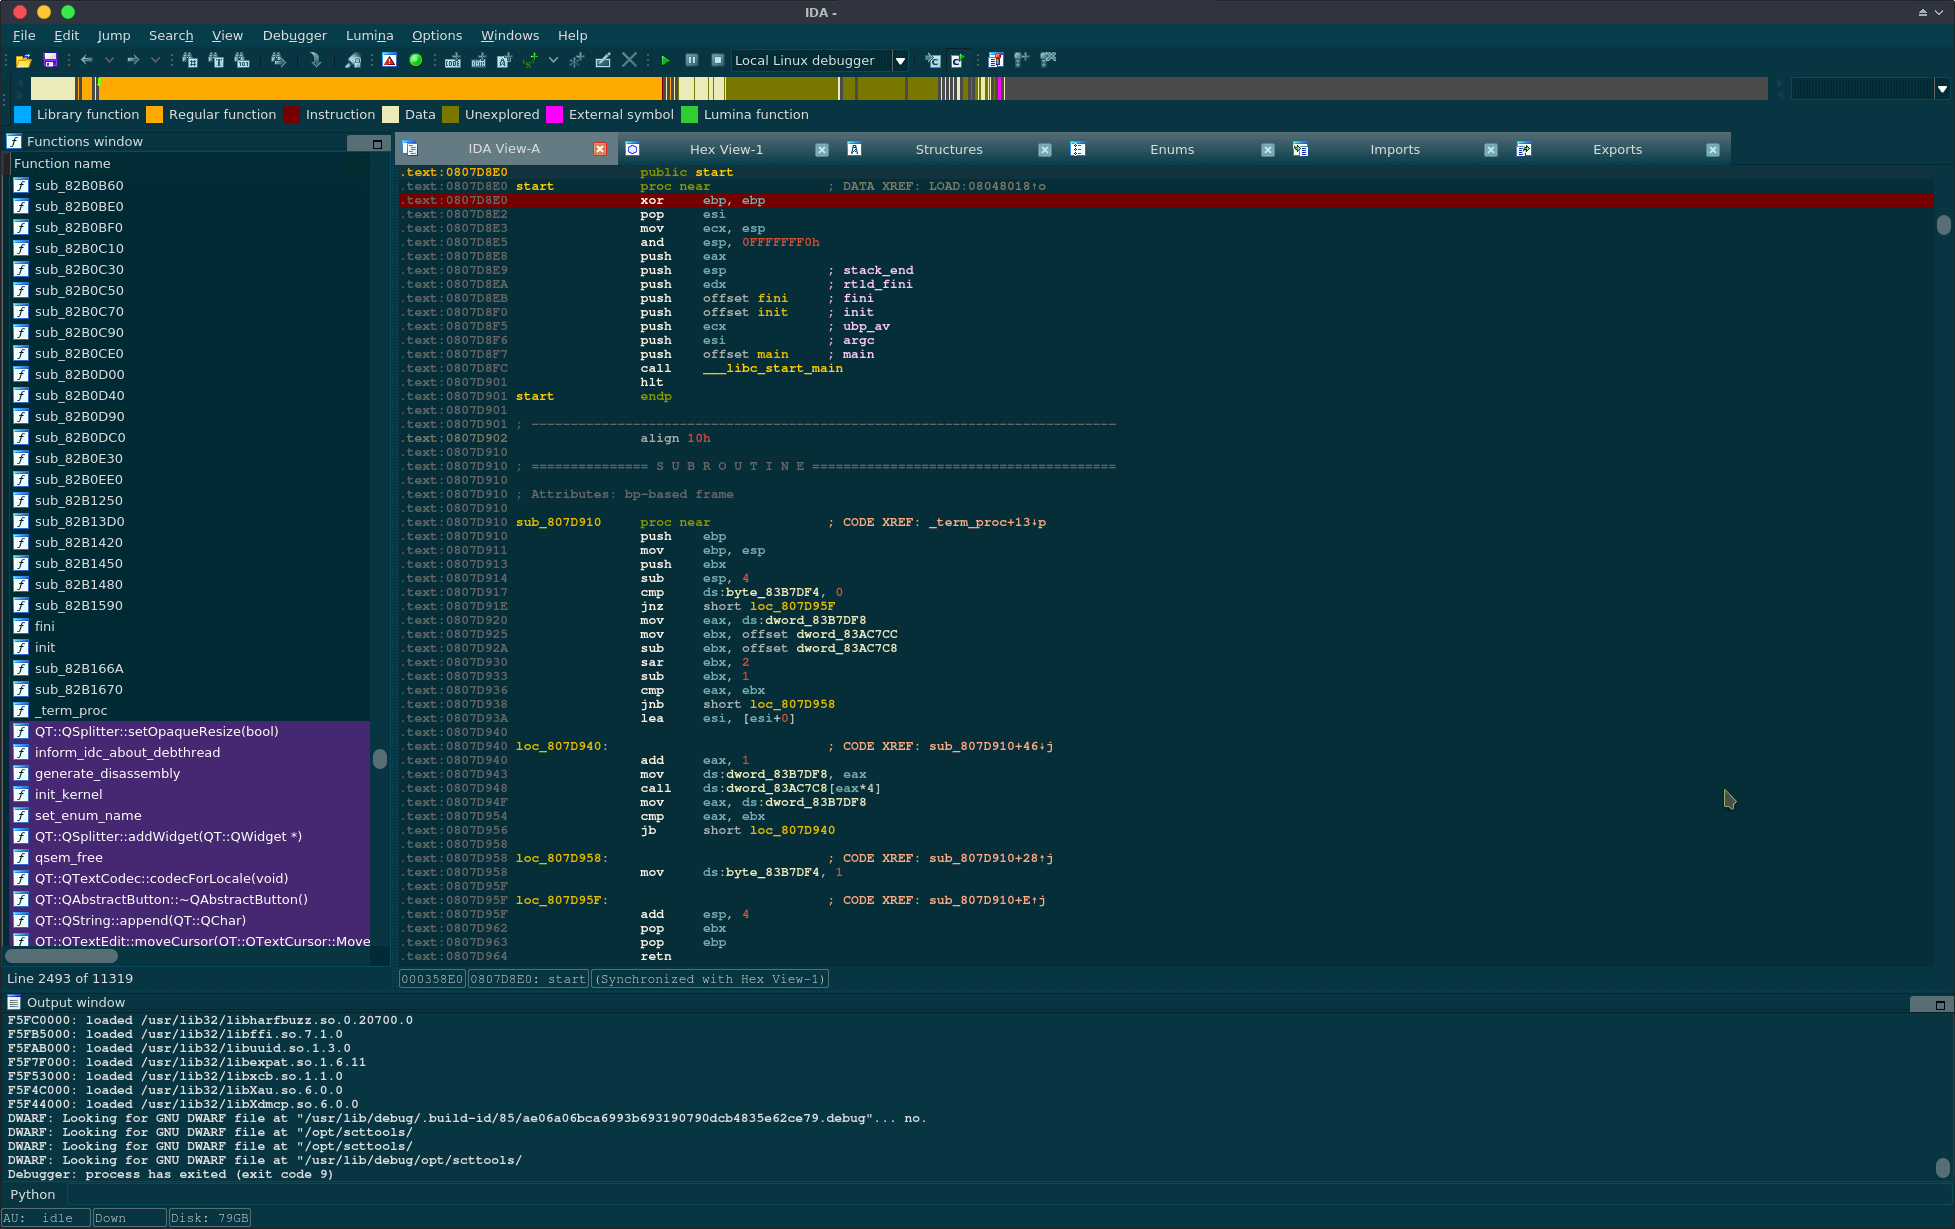 IDA -
File Edit Jump Search View Debugger Lumina Options Windows Help
Local Linux debugger
Library function Regular function Instruction Data Unexplored External symbol Lumina function
Functions window
Function name
sub_82B0B60
sub_82B0BE0
sub_82B0BF0
sub_82B0C10
sub_82B0C30
sub_82B0C50
sub_82B0C70
sub_82B0C90
sub_82B0CE0
sub_82B0D00
sub_82B0D40
sub_82B0D90
sub_82B0DC0
sub_82B0E30
sub_82B0EE0
sub_82B1250
sub_82B13D0
sub_82B1420
sub_82B1450
sub_82B1480
sub_82B1590
fini
init
sub_82B166A
sub_82B1670
_term_proc
QT::QSplitter::setOpaqueResize(bool)
inform_idc_about_debthread
generate_disassembly
init_kernel
set_enum_name
QT::QSplitter::addWidget(QT::QWidget *)
qsem_free
QT::QTextCodec::codecForLocale(void)
QT::QAbstractButton::~QAbstractButton()
QT::QString::append(QT::QChar)
QT::QTextEdit::moveCursor(QT::QTextCursor::Move
Line 2493 of 11319
IDA View-A Hex View-1 Structures Enums Imports Exports
.text:0807D8E0 public start
.text:0807D8E0 start proc near ; DATA XREF: LOAD:08048018↑o
.text:0807D8E0 xor ebp, ebp
.text:0807D8E2 pop esi
.text:0807D8E3 mov ecx, esp
.text:0807D8E5 and esp, 0FFFFFFF0h
.text:0807D8E8 push eax
.text:0807D8E9 push esp ; stack_end
.text:0807D8EA push edx ; rtld_fini
.text:0807D8EB push offset fini ; fini
.text:0807D8F0 push offset init ; init
.text:0807D8F5 push ecx ; ubp_av
.text:0807D8F6 push esi ; argc
.text:0807D8F7 push offset main ; main
.text:0807D8FC call ___libc_start_main
.text:0807D901 hlt
.text:0807D901 start endp
.text:0807D901
.text:0807D901 ; ---------------------------------------------------------------------------
.text:0807D902 align 10h
.text:0807D910
.text:0807D910 ; =============== S U B R O U T I N E =======================================
.text:0807D910
.text:0807D910 ; Attributes: bp-based frame
.text:0807D910
.text:0807D910 sub_807D910 proc near ; CODE XREF: _term_proc+13↓p
.text:0807D910 push ebp
.text:0807D911 mov ebp, esp
.text:0807D913 push ebx
.text:0807D914 sub esp, 4
.text:0807D917 cmp ds:byte_83B7DF4, 0
.text:0807D91E jnz short loc_807D95F
.text:0807D920 mov eax, ds:dword_83B7DF8
.text:0807D925 mov ebx, offset dword_83AC7CC
.text:0807D92A sub ebx, offset dword_83AC7C8
.text:0807D930 sar ebx, 2
.text:0807D933 sub ebx, 1
.text:0807D936 cmp eax, ebx
.text:0807D938 jnb short loc_807D958
.text:0807D93A lea esi, [esi+0]
.text:0807D940
.text:0807D940 loc_807D940: ; CODE XREF: sub_807D910+46↓j
.text:0807D940 add eax, 1
.text:0807D943 mov ds:dword_83B7DF8, eax
.text:0807D948 call ds:dword_83AC7C8[eax*4]
.text:0807D94F mov eax, ds:dword_83B7DF8
.text:0807D954 cmp eax, ebx
.text:0807D956 jb short loc_807D940
.text:0807D958
.text:0807D958 loc_807D958: ; CODE XREF: sub_807D910+28↑j
.text:0807D958 mov ds:byte_83B7DF4, 1
.text:0807D95F
.text:0807D95F loc_807D95F: ; CODE XREF: sub_807D910+E↑j
.text:0807D95F add esp, 4
.text:0807D962 pop ebx
.text:0807D963 pop ebp
.text:0807D964 retn
000358E0 0807D8E0: start (Synchronized with Hex View-1)
Output window
F5FC0000: loaded /usr/lib32/libharfbuzz.so.0.20700.0
F5FB5000: loaded /usr/lib32/libffi.so.7.1.0
F5FAB000: loaded /usr/lib32/libuuid.so.1.3.0
F5F7F000: loaded /usr/lib32/libexpat.so.1.6.11
F5F53000: loaded /usr/lib32/libxcb.so.1.1.0
F5F4C000: loaded /usr/lib32/libXau.so.6.0.0
F5F44000: loaded /usr/lib32/libXdmcp.so.6.0.0
DWARF: Looking for GNU DWARF file at "/usr/lib/debug/.build-id/85/ae06a06bca6993b693190790dcb4835e62ce79.debug"... no.
DWARF: Looking for GNU DWARF file at "/opt/scttools/
DWARF: Looking for GNU DWARF file at "/opt/scttools/
DWARF: Looking for GNU DWARF file at "/usr/lib/debug/opt/scttools/
Debugger: process has exited (exit code 9)
Python
AU: idle Down Disk: 79GB